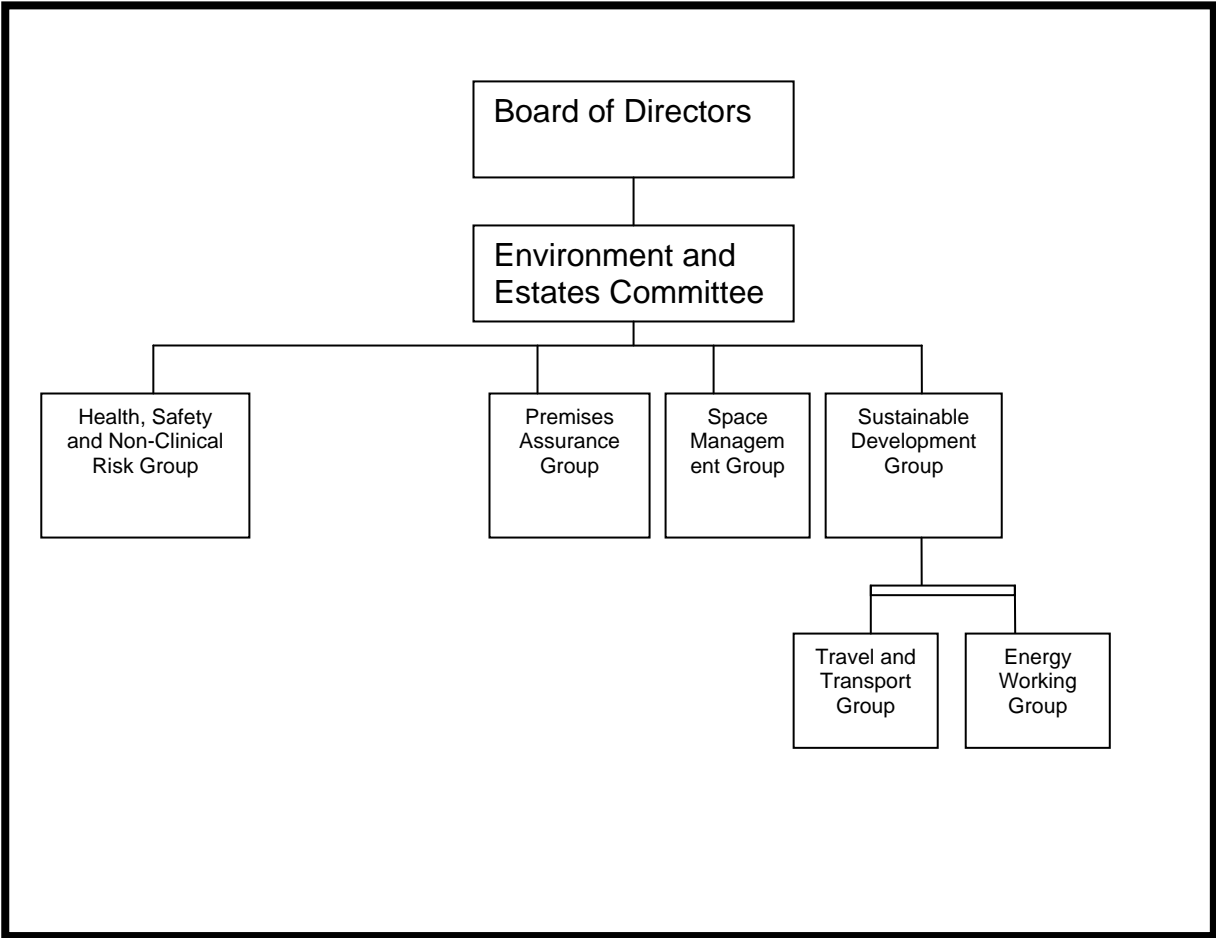 Board of Directors
Environment and
Estates Committee
Health, Safety
and Non-Clinical
Risk Group
Premises
Assurance
Group
Space
Managem
ent Group
Sustainable
Development
Group
Travel and
Transport
Group
Energy
Working
Group